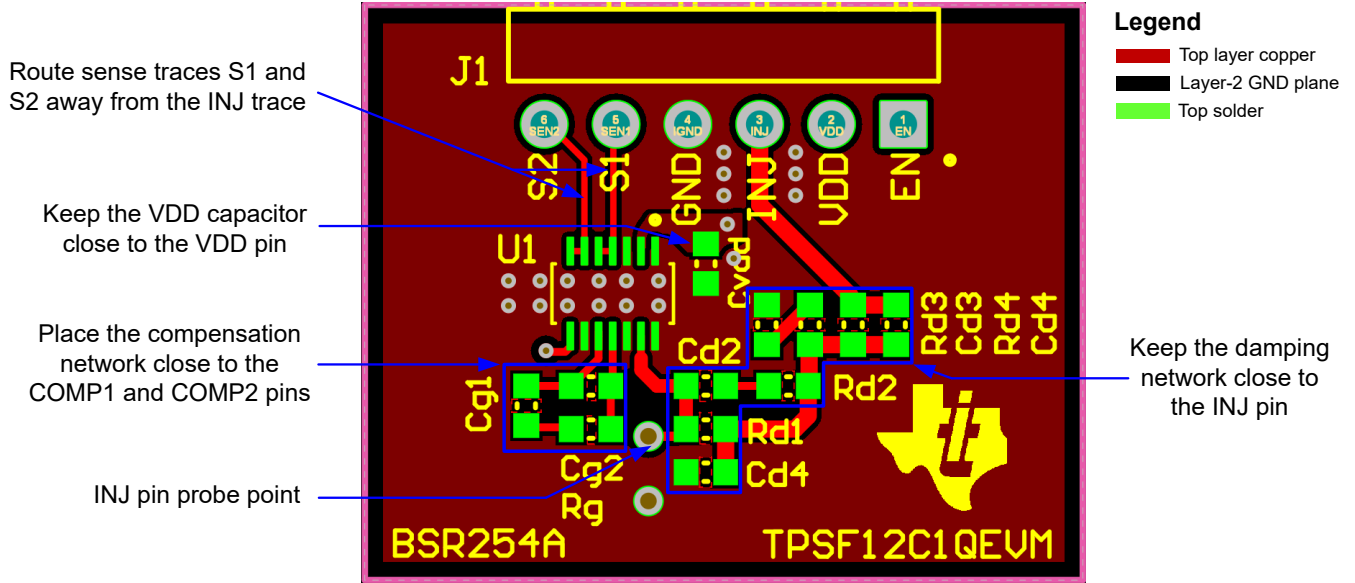 Legend
Top layer copper
Layer-2 GND plane
Top solder
Route sense traces S1 and
S2 away from the INJ trace
Keep the VDD capacitor
close to the VDD pin
Place the compensation
network close to the
COMP1 and COMP2 pins
INJ pin probe point
Keep the damping
network close to
the INJ pin
J1
6
SEN2
5
SEN1
4
IGND
3
INJ
2
VDD
1
EN
S2
S1
GND
INJ
VDD
EN
U1
Cvdd
Rd3
Cd3
Rd4
Cd4
Cd2
Rd2
Cg1
Rd1
Cg2
Cd4
Rg
BSR254A
TPSF12C1QEVM